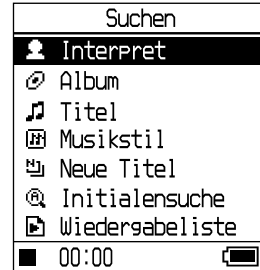 Suchen
Interpret
Album
Titel
Musikstil
Neue Titel
Initialensuche
Wiedergabeliste
00:00